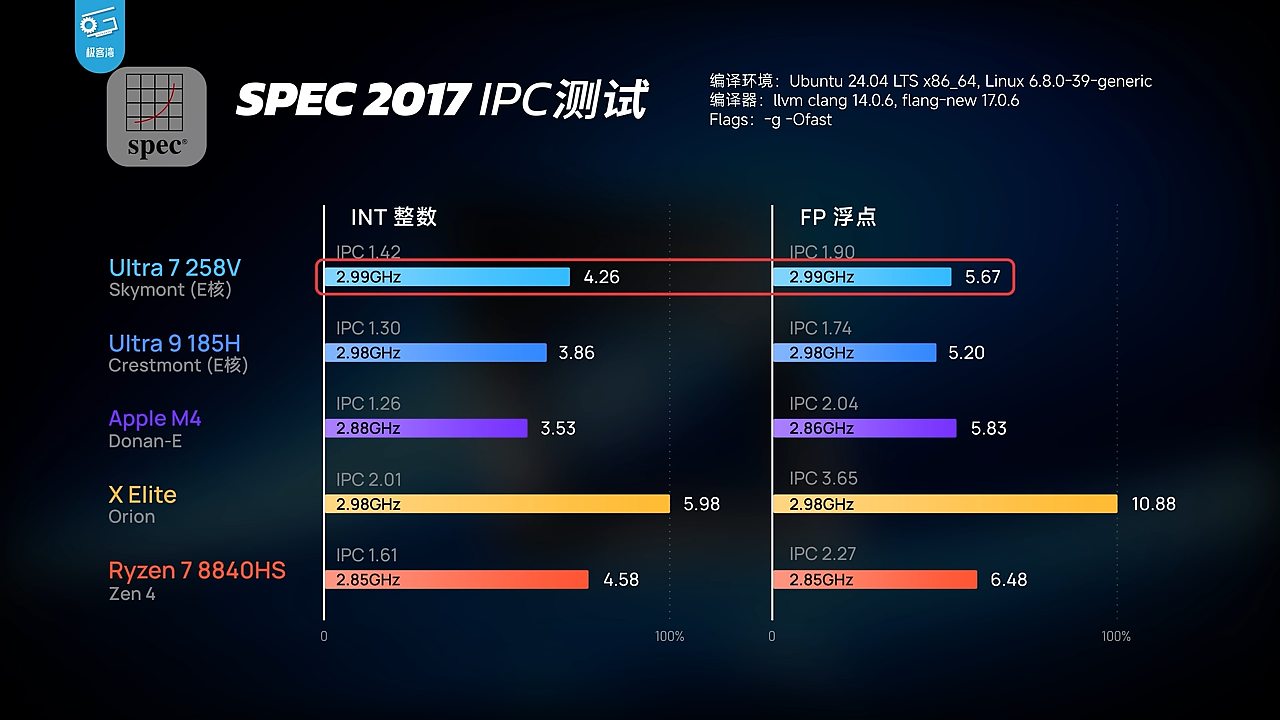 极客湾
spec®
SPEC 2017 IPC测试
编译环境：Ubuntu 24.04 LTS x86_64, Linux 6.8.0-39-generic
编译器：llvm clang 14.0.6, flang-new 17.0.6
Flags：-g -Ofast
INT 整数
FP 浮点
IPC 1.42
IPC 1.90
Ultra 7 258V
2.99GHz
4.26
2.99GHz
5.67
Skymont (E核)
IPC 1.30
IPC 1.74
Ultra 9 185H
2.98GHz
3.86
2.98GHz
5.20
Crestmont (E核)
IPC 1.26
IPC 2.04
Apple M4
2.88GHz
3.53
2.86GHz
5.83
Donan-E
IPC 2.01
IPC 3.65
X Elite
2.98GHz
5.98
2.98GHz
10.88
Orion
IPC 1.61
IPC 2.27
Ryzen 7 8840HS
2.85GHz
4.58
2.85GHz
6.48
Zen 4
0
100%
0
100%